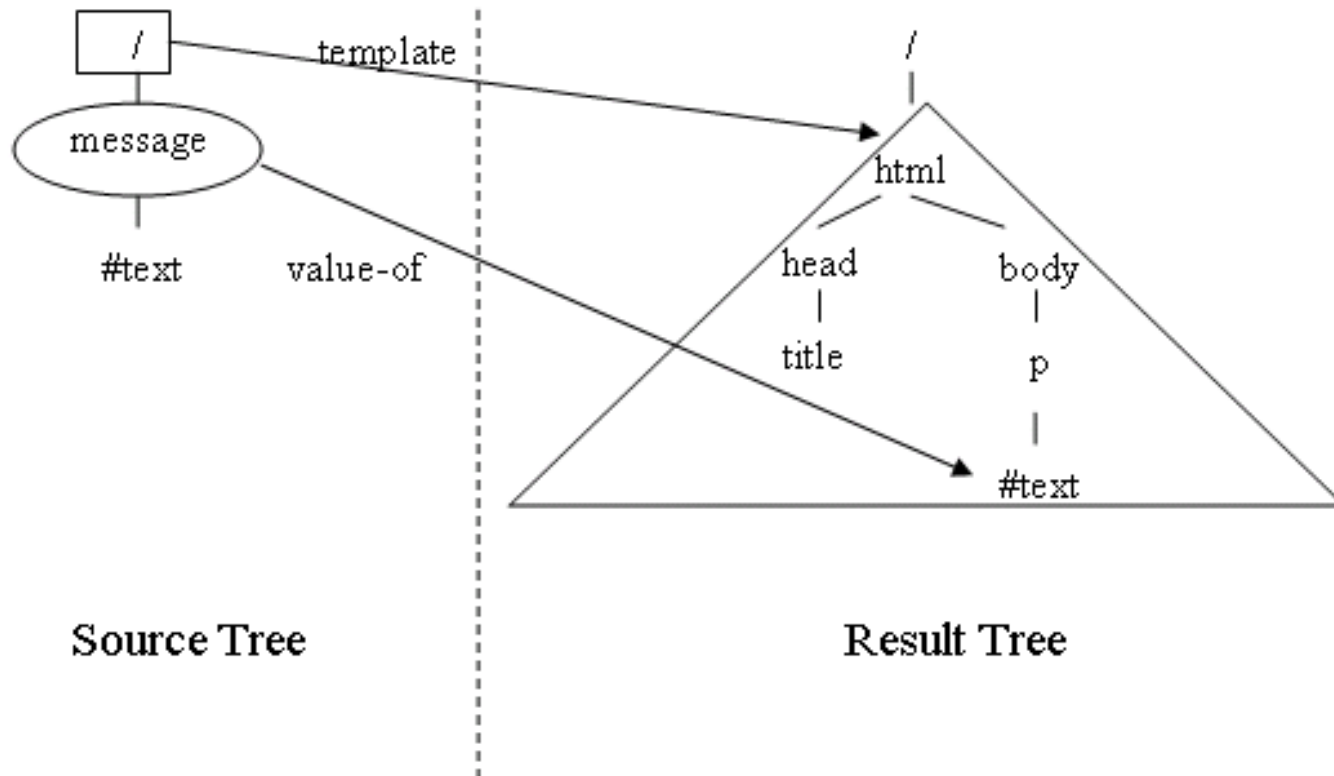 /
template
/
message
html
#text
value-of
head
body
title
p
#text
Source Tree
Result Tree